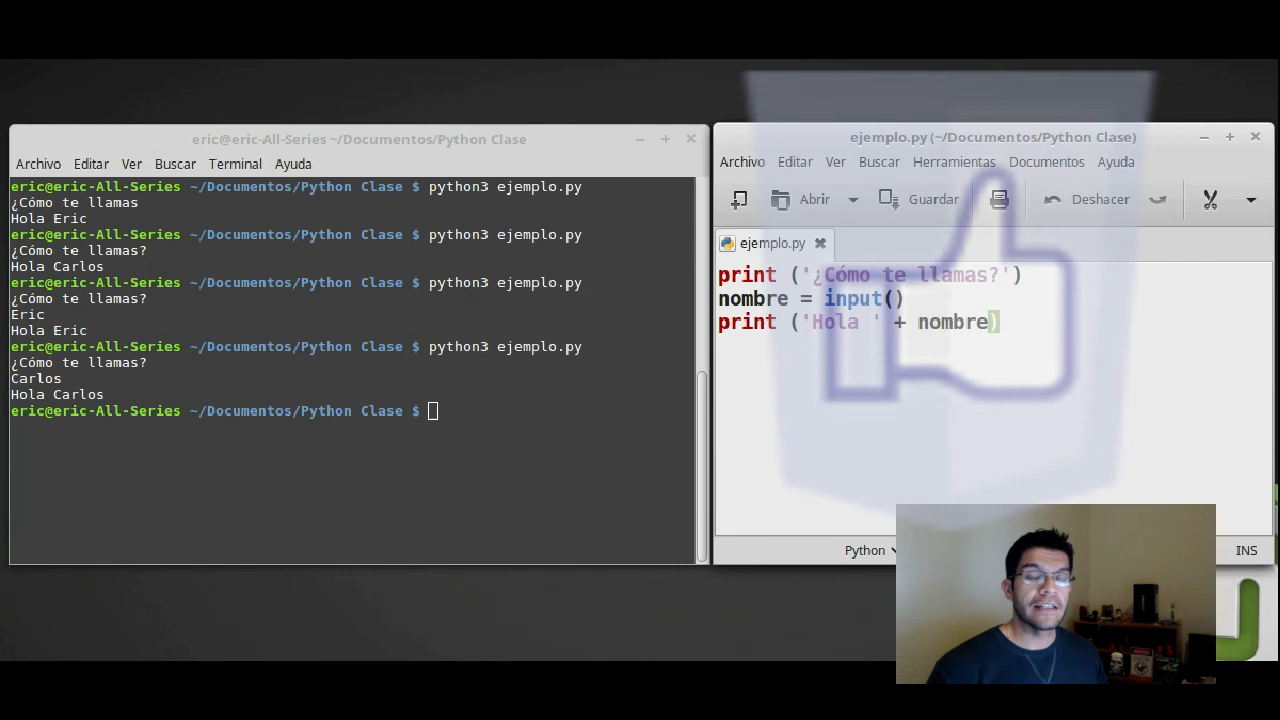 eric@eric-All-Series ~/Documentos/Python Clase
Archivo Editar Ver Buscar Terminal Ayuda
eric@eric-All-Series ~/Documentos/Python Clase $ python3 ejemplo.py
¿Cómo te llamas
Hola Eric
eric@eric-All-Series ~/Documentos/Python Clase $ python3 ejemplo.py
¿Cómo te llamas?
Hola Carlos
eric@eric-All-Series ~/Documentos/Python Clase $ python3 ejemplo.py
¿Cómo te llamas?
Eric
Hola Eric
eric@eric-All-Series ~/Documentos/Python Clase $ python3 ejemplo.py
¿Cómo te llamas?
Carlos
Hola Carlos
eric@eric-All-Series ~/Documentos/Python Clase $
ejemplo.py (~/Documentos/Python Clase)
Archivo Editar Ver Buscar Herramientas Documentos Ayuda
Abrir Guardar Deshacer
ejemplo.py
print ('¿Cómo te llamas?')
nombre = input()
print ('Hola ' + nombre)
Python INS